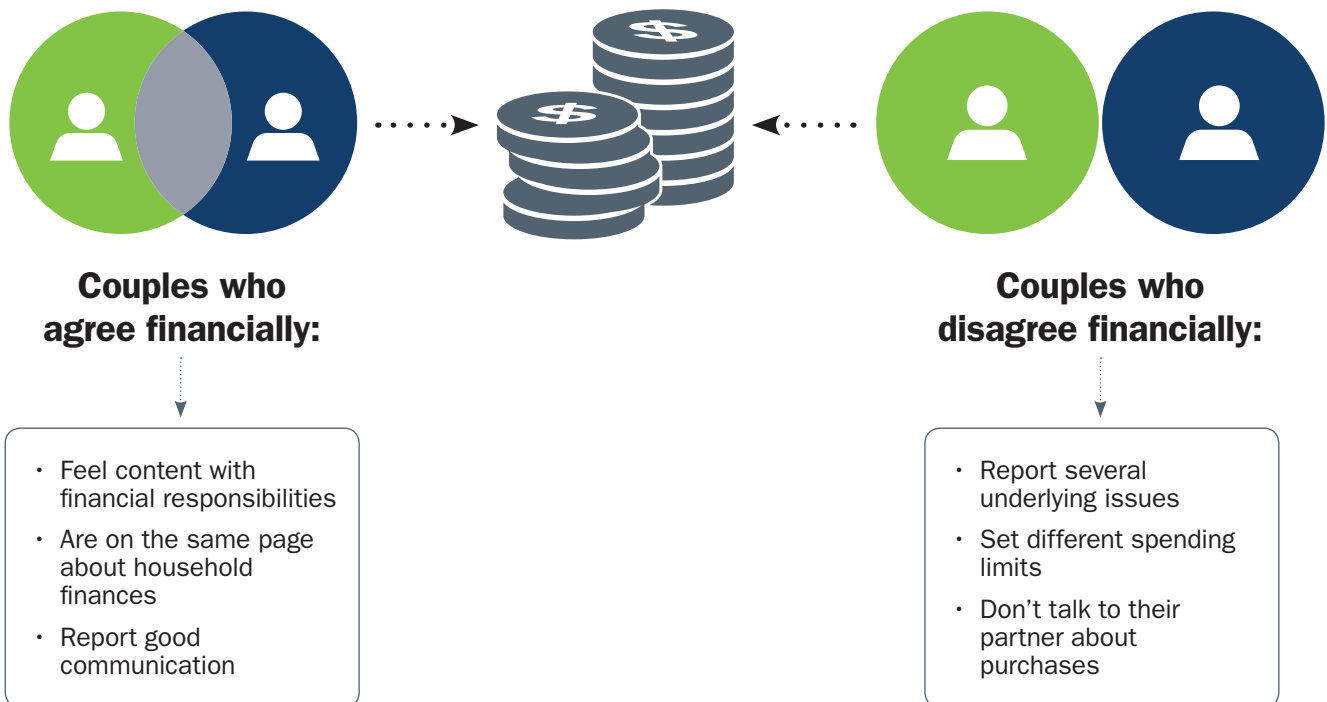 $
$
Couples who
agree financially:
· Feel content with
financial responsibilities
· Are on the same page
about household
finances
· Report good
communication
Couples who
disagree financially:
· Report several
underlying issues
· Set different spending
limits
· Don’t talk to their
partner about
purchases